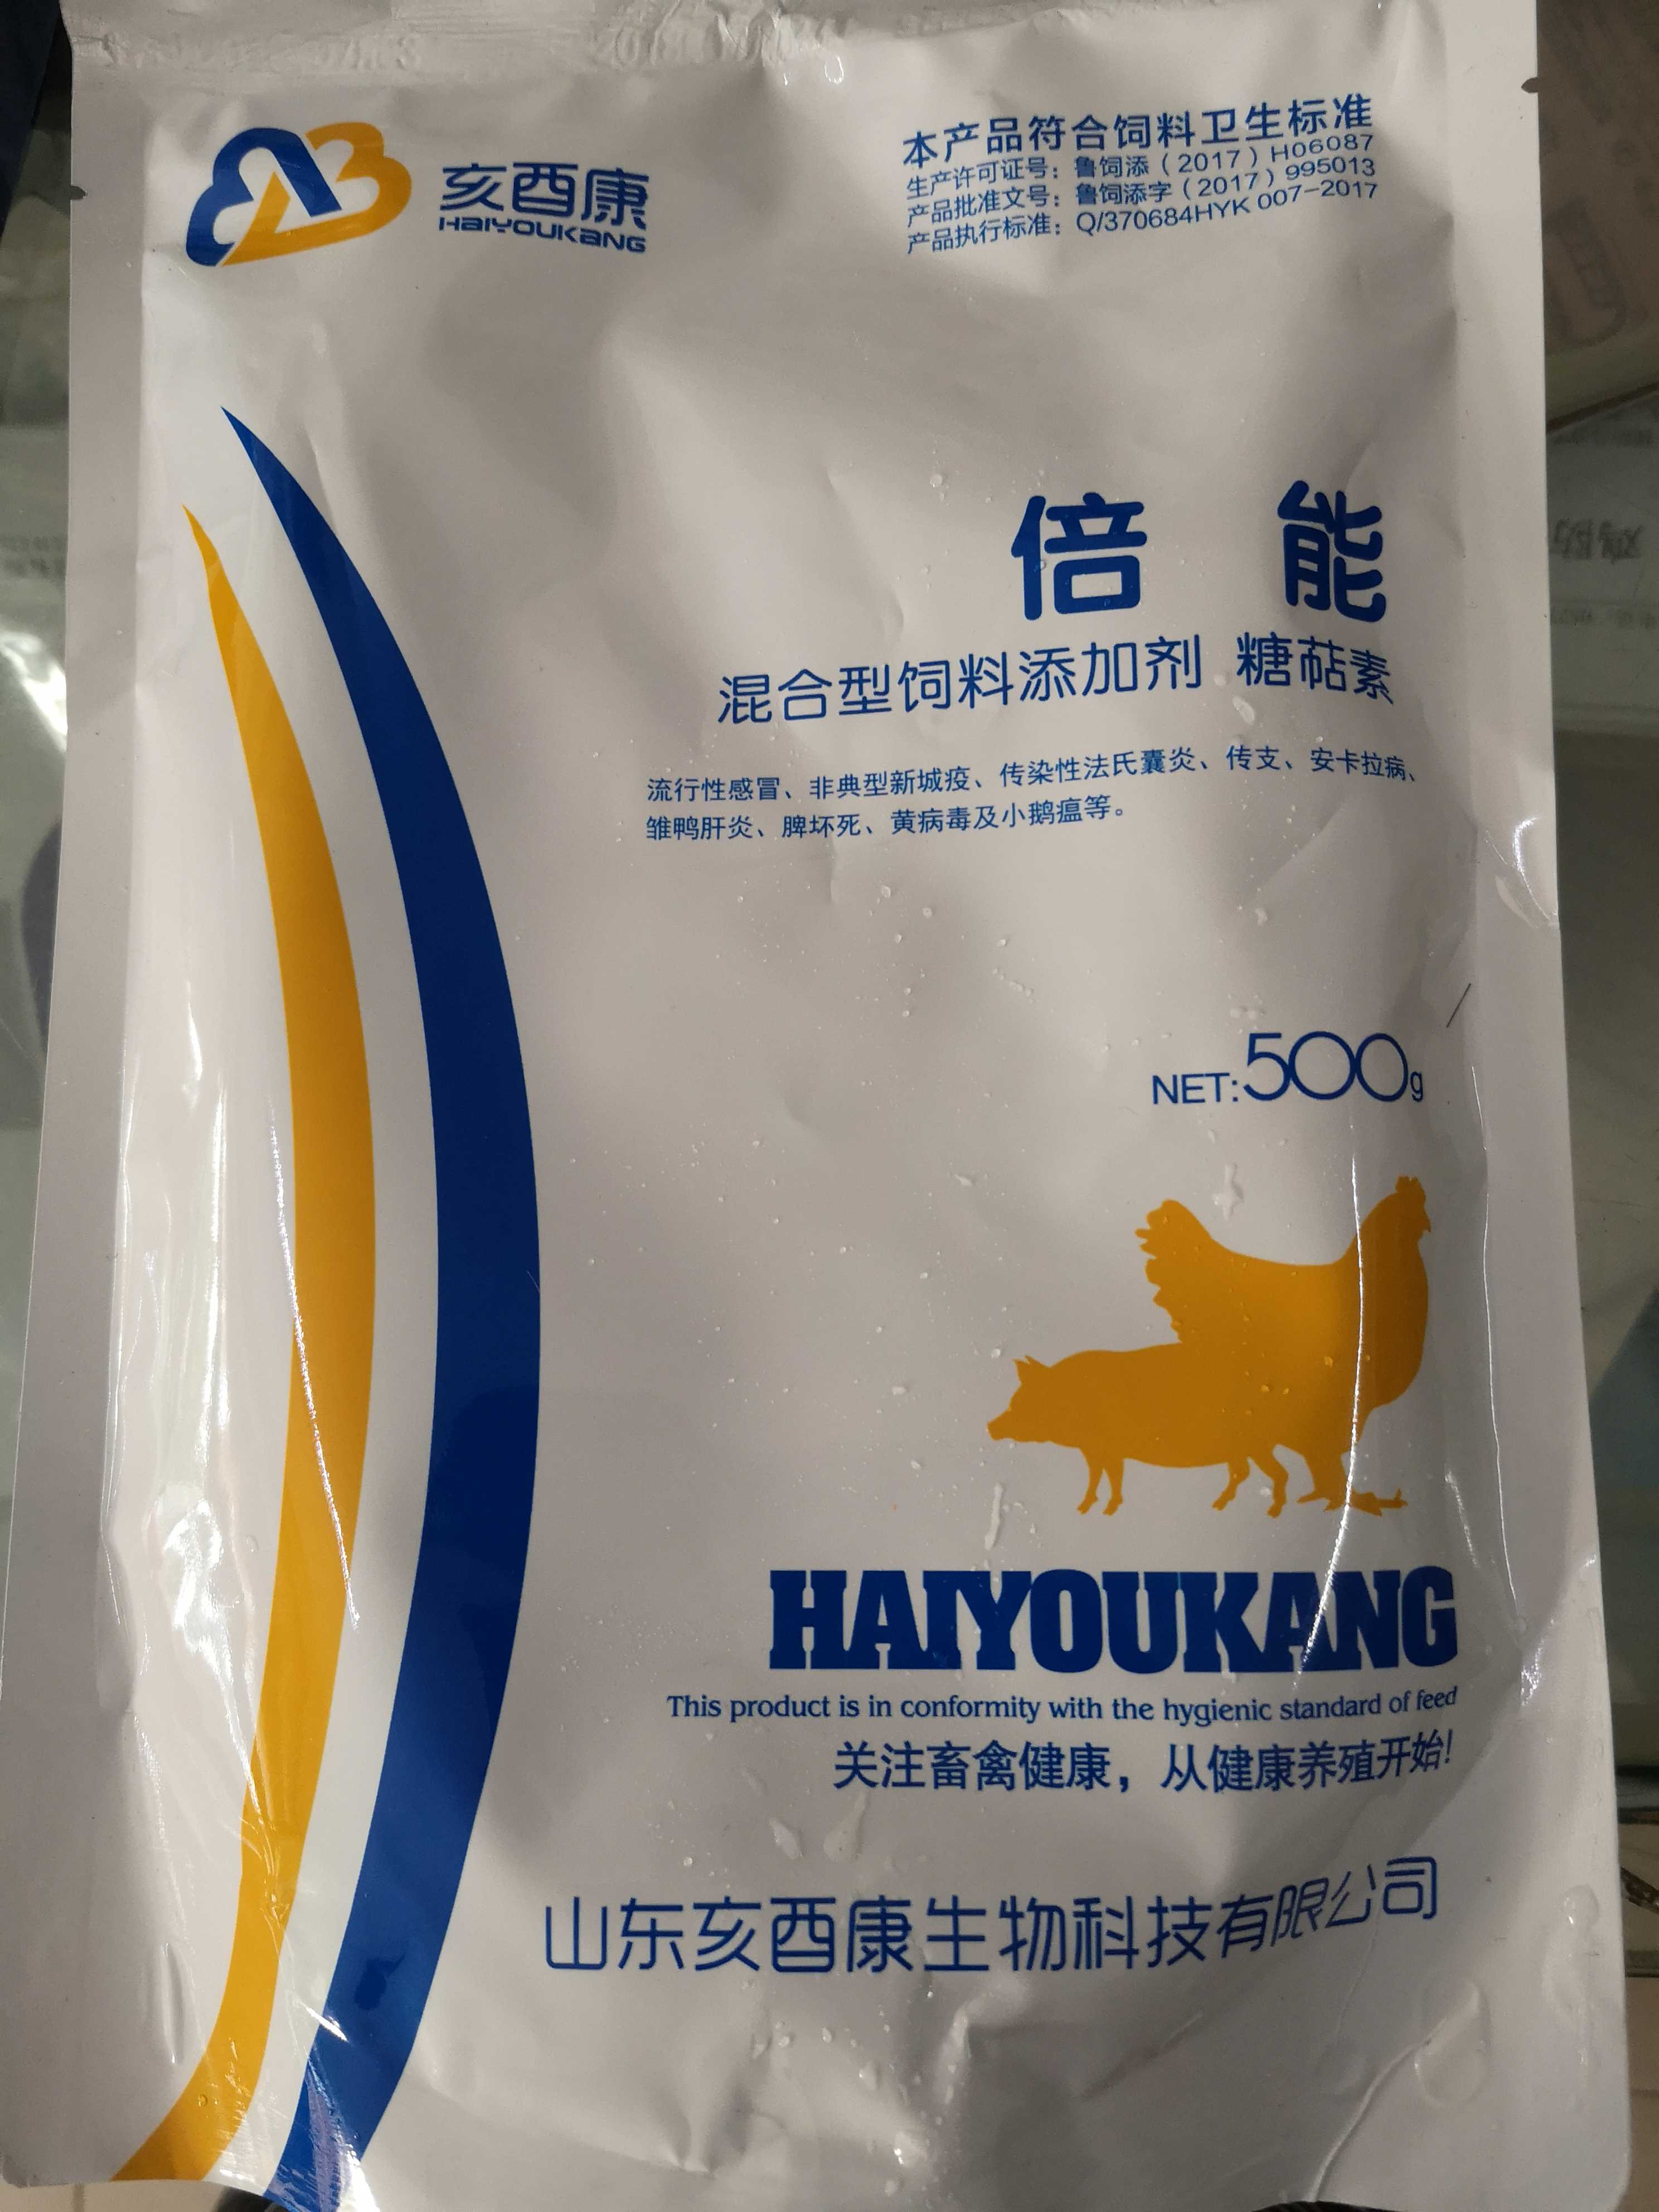 亥酉康
HAIYOUKANG
本产品符合饲料卫生标准
生产许可证号：鲁饲添（2017）H06087
产品批准文号：鲁饲添字（2017）995013
产品执行标准：Q/370684HYK 007-2017
倍 能
混合型饲料添加剂 糖萜素
流行性感冒、非典型新城疫、传染性法氏囊炎、传支、安卡拉病、
雏鸭肝炎、脾坏死、黄病毒及小鹅瘟等。
NET:500g
HAIYOUKANG
This product is in conformity with the hygienic standard of feed
关注畜禽健康，从健康养殖开始!
山东亥酉康生物科技有限公司